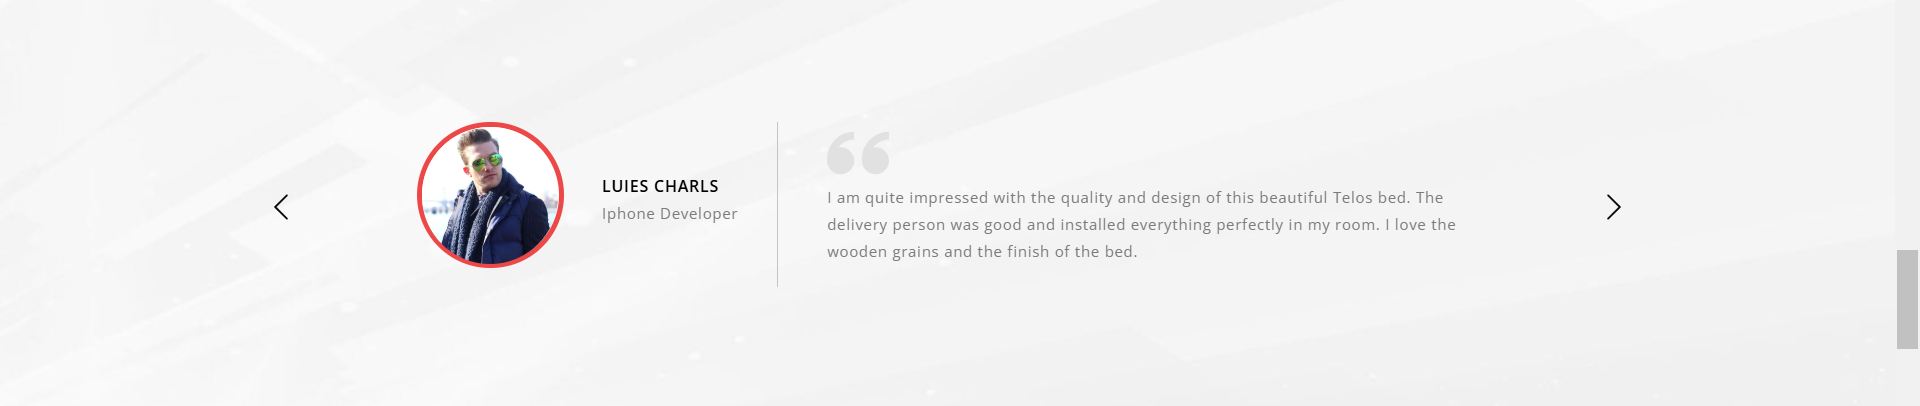 LUIES CHARLS
Iphone Developer
I am quite impressed with the quality and design of this beautiful Telos bed. The
delivery person was good and installed everything perfectly in my room. I love the
wooden grains and the finish of the bed.